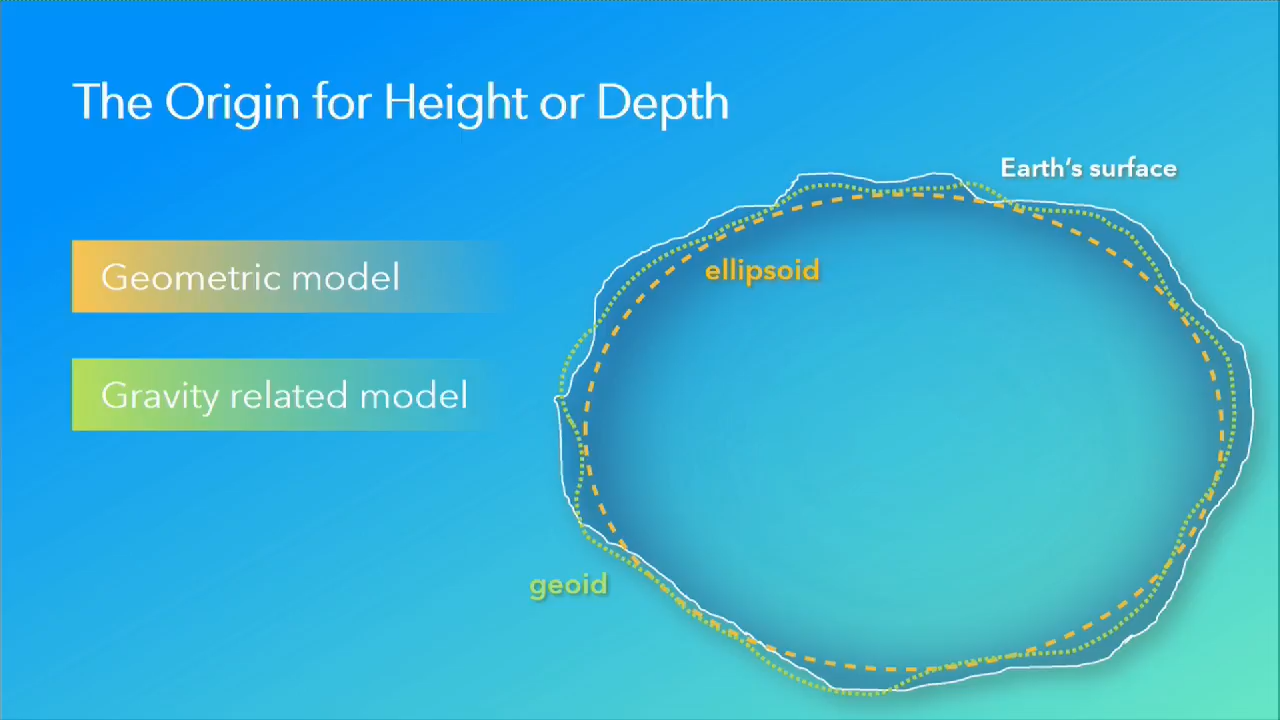 The Origin for Height or Depth
Earth's surface
Geometric model
ellipsoid
Gravity related model
geoid